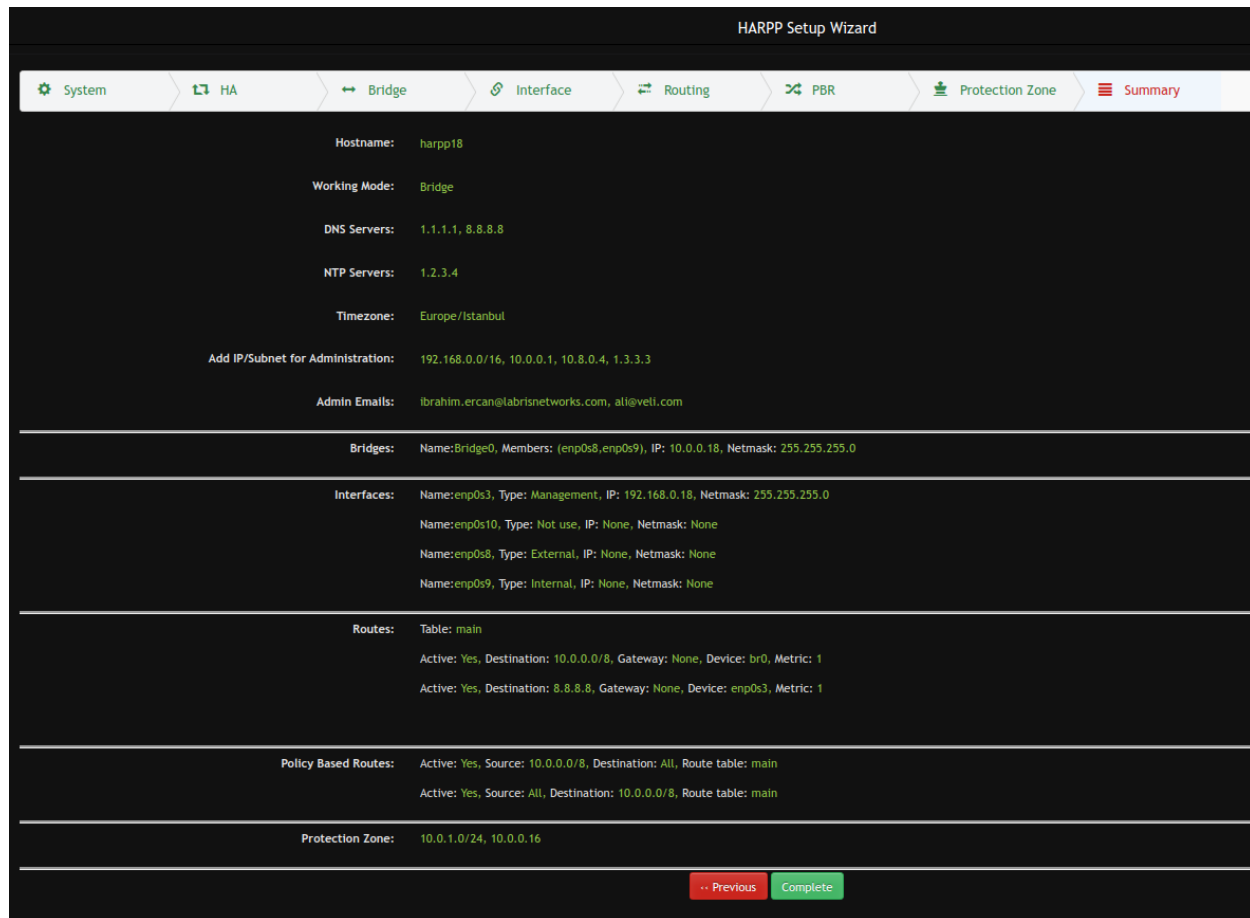 HARPP Setup Wizard
System HA Bridge Interface Routing PBR Protection Zone Summary
Hostname: harpp18
Working Mode: Bridge
DNS Servers: 1.1.1.1, 8.8.8.8
NTP Servers: 1.2.3.4
Timezone: Europe/Istanbul
Add IP/Subnet for Administration: 192.168.0.0/16, 10.0.0.1, 10.8.0.4, 1.3.3.3
Admin Emails: ibrahim.ercan@labrisnetworks.com, ali@veli.com
Bridges: Name:Bridge0, Members: (enp0s8,enp0s9), IP: 10.0.0.18, Netmask: 255.255.255.0
Interfaces: Name:enp0s3, Type: Management, IP: 192.168.0.18, Netmask: 255.255.255.0
Name:enp0s10, Type: Not use, IP: None, Netmask: None
Name:enp0s8, Type: External, IP: None, Netmask: None
Name:enp0s9, Type: Internal, IP: None, Netmask: None
Routes: Table: main
Active: Yes, Destination: 10.0.0.0/8, Gateway: None, Device: br0, Metric: 1
Active: Yes, Destination: 8.8.8.8, Gateway: None, Device: enp0s3, Metric: 1
Policy Based Routes: Active: Yes, Source: 10.0.0.0/8, Destination: All, Route table: main
Active: Yes, Source: All, Destination: 10.0.0.0/8, Route table: main
Protection Zone: 10.0.1.0/24, 10.0.0.16
·· Previous Complete